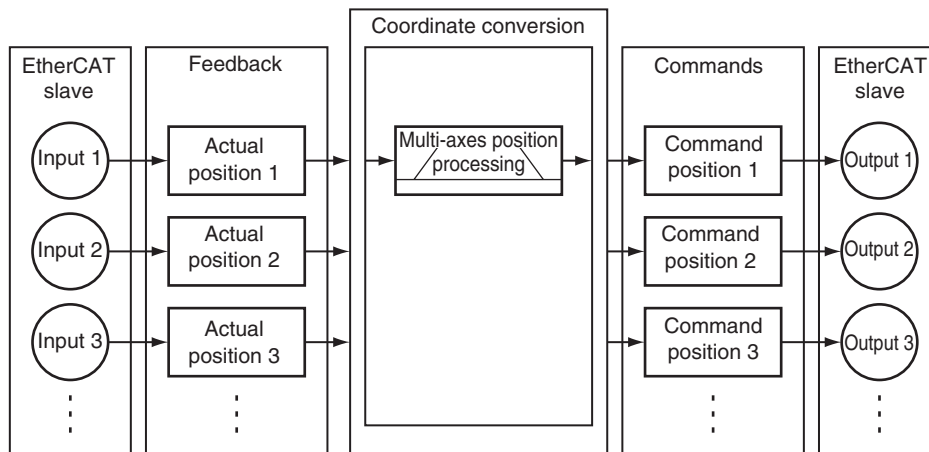 EtherCAT
slave
Input 1
Input 2
Input 3
Feedback
Actual
position 1
Actual
position 2
Actual
position 3
Coordinate conversion
Multi-axes position
processing
Commands
Command
position 1
Command
position 2
Command
position 3
EtherCAT
slave
Output 1
Output 2
Output 3